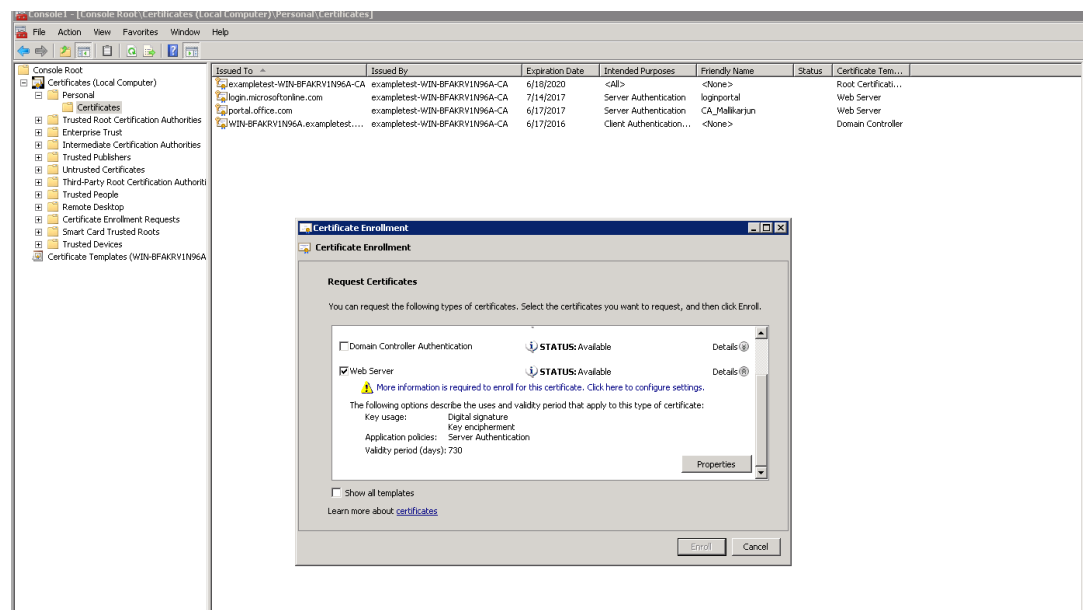 Console1 - [Console Root\Certificates (Local Computer)\Personal\Certificates]
File Action View Favorites Window Help
Console Root
Certificates (Local Computer)
Personal
Certificates
Trusted Root Certification Authorities
Enterprise Trust
Intermediate Certification Authorities
Trusted Publishers
Untrusted Certificates
Third-Party Root Certification Authoriti
Trusted People
Remote Desktop
Certificate Enrollment Requests
Smart Card Trusted Roots
Trusted Devices
Certificate Templates (WIN-BFAKRV1N96A
Issued To Issued By Expiration Date Intended Purposes Friendly Name Status Certificate Tem...
exampletest-WIN-BFAKRV1N96A-CA exampletest-WIN-BFAKRV1N96A-CA 6/18/2020 <All> <None> Root Certificati...
login.microsoftonline.com exampletest-WIN-BFAKRV1N96A-CA 7/14/2017 Server Authentication loginportal Web Server
portal.office.com exampletest-WIN-BFAKRV1N96A-CA 6/17/2017 Server Authentication CA_Mallikarjun Web Server
WIN-BFAKRV1N96A.exampletest.... exampletest-WIN-BFAKRV1N96A-CA 6/17/2016 Client Authentication... <None> Domain Controller
Certificate Enrollment
Certificate Enrollment
Request Certificates
You can request the following types of certificates. Select the certificates you want to request, and then click Enroll.
Domain Controller Authentication STATUS: Available Details
Web Server STATUS: Available Details
More information is required to enroll for this certificate. Click here to configure settings.
The following options describe the uses and validity period that apply to this type of certificate:
Key usage: Digital signature
Key encipherment
Application policies: Server Authentication
Validity period (days): 730
Properties
Show all templates
Learn more about certificates
Enroll Cancel